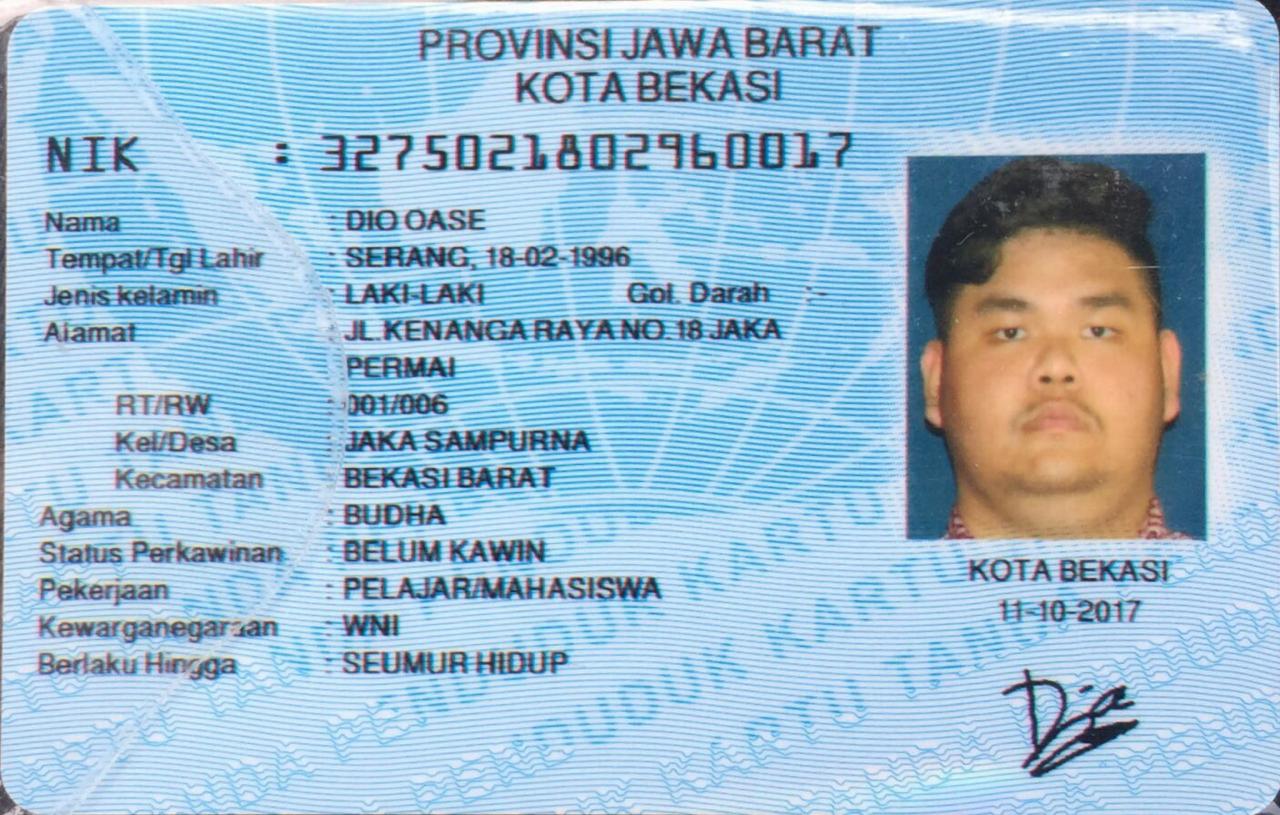 PROVINSI JAWA BARAT
KOTA BEKASI
NIK : 3275021802960017
Nama : DIO OASE
Tempat/Tgl Lahir : SERANG, 18-02-1996
Jenis kelamin : LAKI-LAKI Gol. Darah :-
Alamat : JL.KENANGA RAYA NO.18 JAKA
PERMAI
RT/RW : 001/006
Kel/Desa : JAKA SAMPURNA
Kecamatan : BEKASI BARAT
Agama : BUDHA
Status Perkawinan : BELUM KAWIN
Pekerjaan : PELAJAR/MAHASISWA
Kewarganegaraan : WNI
Berlaku Hingga : SEUMUR HIDUP
KOTA BEKASI
11-10-2017